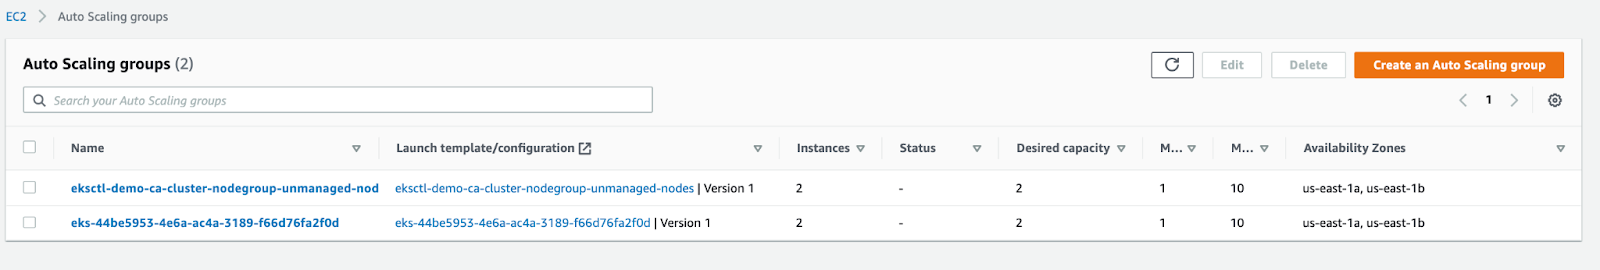 EC2 > Auto Scaling groups
Auto Scaling groups (2)
Edit
Delete
Create an Auto Scaling group
Search your Auto Scaling groups
1
Name Launch template/configuration Instances Status Desired capacity M... M... Availability Zones
eksctl-demo-ca-cluster-nodegroup-unmanaged-nod eksctl-demo-ca-cluster-nodegroup-unmanaged-nodes | Version 1 2 - 2 1 10 us-east-1a, us-east-1b
eks-44be5953-4e6a-ac4a-3189-f66d76fa2f0d eks-44be5953-4e6a-ac4a-3189-f66d76fa2f0d | Version 1 2 - 2 1 10 us-east-1a, us-east-1b